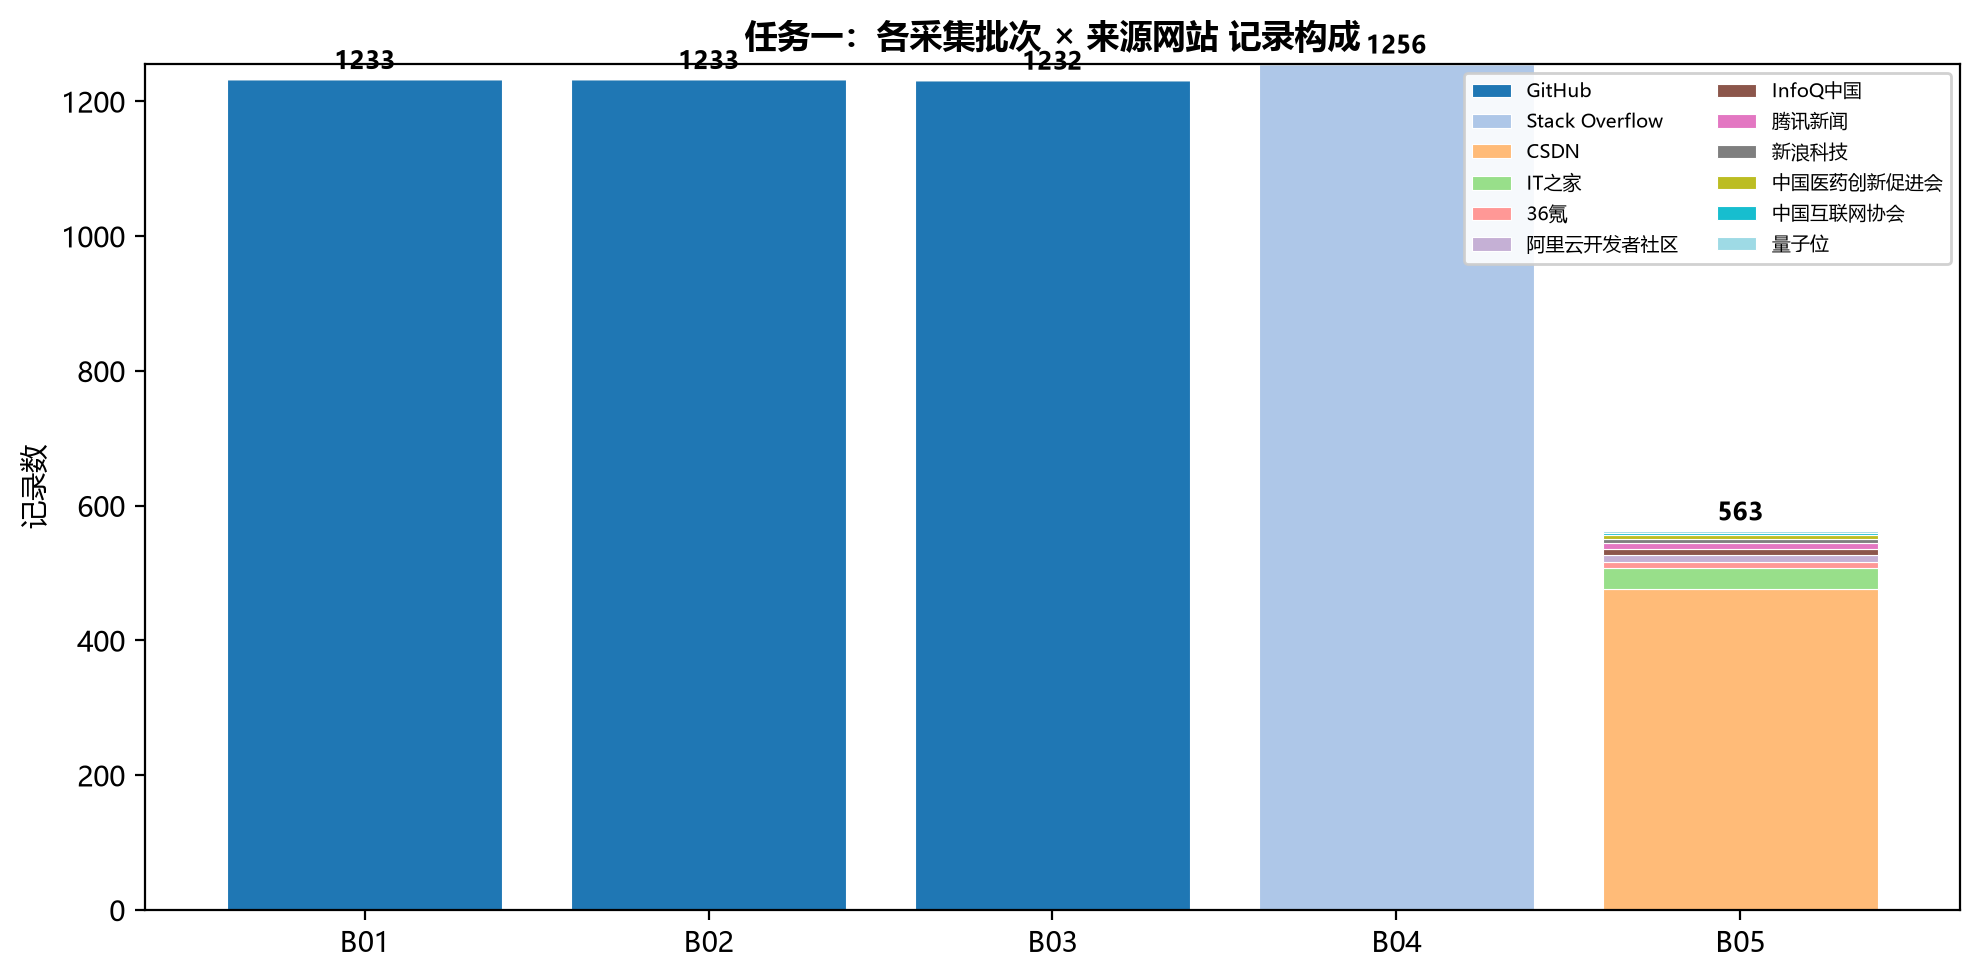 任务一：各采集批次 × 来源网站 记录构成
1233
1233
1232
1256
563
GitHub
Stack Overflow
CSDN
IT之家
36氪
阿里云开发者社区
InfoQ中国
腾讯新闻
新浪科技
中国医药创新促进会
中国互联网协会
量子位
记录数
1200
1000
800
600
400
200
0
B01
B02
B03
B04
B05